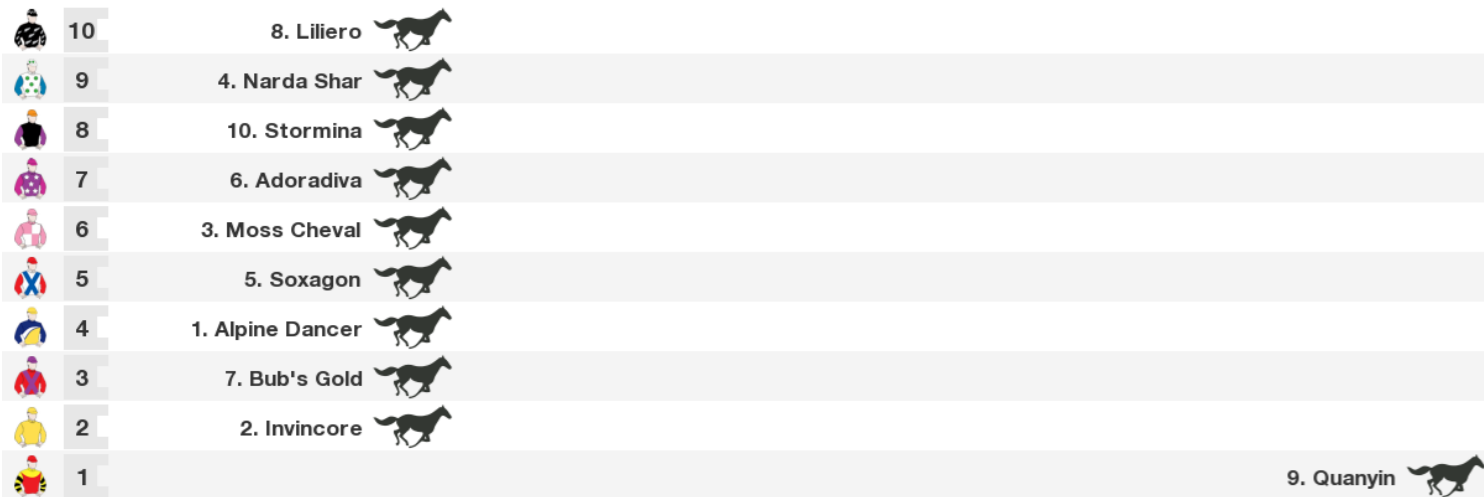 10 8. Liliero
9 4. Narda Shar
8 10. Stormina
7 6. Adoradiva
6 3. Moss Cheval
5 5. Soxagon
4 1. Alpine Dancer
3 7. Bub's Gold
2 2. Invincore
1 9. Quanyin